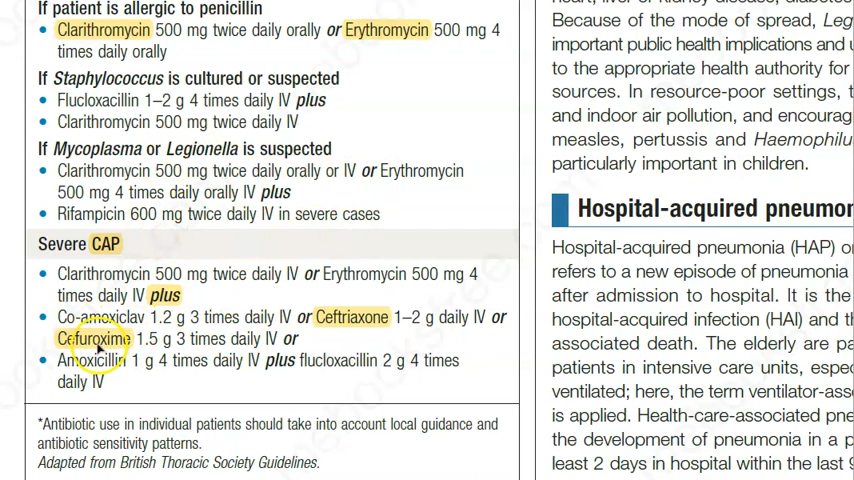 If patient is allergic to penicillin
• Clarithromycin 500 mg twice daily orally or Erythromycin 500 mg 4
times daily orally
If Staphylococcus is cultured or suspected
• Flucloxacillin 1–2 g 4 times daily IV plus
• Clarithromycin 500 mg twice daily IV
If Mycoplasma or Legionella is suspected
• Clarithromycin 500 mg twice daily orally or IV or Erythromycin
500 mg 4 times daily orally IV plus
• Rifampicin 600 mg twice daily IV in severe cases
Severe CAP
• Clarithromycin 500 mg twice daily IV or Erythromycin 500 mg 4
times daily IV plus
• Co-amoxiclav 1.2 g 3 times daily IV or Ceftriaxone 1–2 g daily IV or
Cefuroxime 1.5 g 3 times daily IV or
• Amoxicillin 1 g 4 times daily IV plus flucloxacillin 2 g 4 times
daily IV
*Antibiotic use in individual patients should take into account local guidance and
antibiotic sensitivity patterns.
Adapted from British Thoracic Society Guidelines.
Because of the mode of spread, Leg
important public health implications and
to the appropriate health authority for
sources. In resource-poor settings,
and indoor air pollution, and encourag
measles, pertussis and Haemophilu
particularly important in children.
Hospital-acquired pneumon
Hospital-acquired pneumonia (HAP) or
refers to a new episode of pneumonia
after admission to hospital. It is the
hospital-acquired infection (HAI) and th
associated death. The elderly are pa
patients in intensive care units, espec
ventilated; here, the term ventilator-ass
is applied. Health-care-associated pne
the development of pneumonia in a p
least 2 days in hospital within the last 9